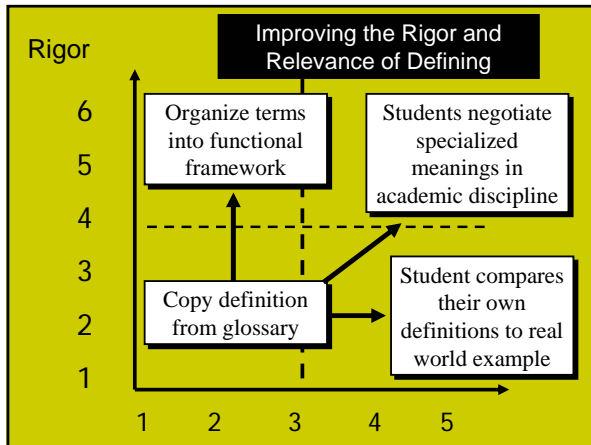 Improving the Rigor and
Relevance of Defining
Rigor
6
5
4
3
2
1
Organize terms
into functional
framework
Students negotiate
specialized
meanings in
academic discipline
Copy definition
from glossary
Student compares
their own
definitions to real
world example
1 2 3 4 5